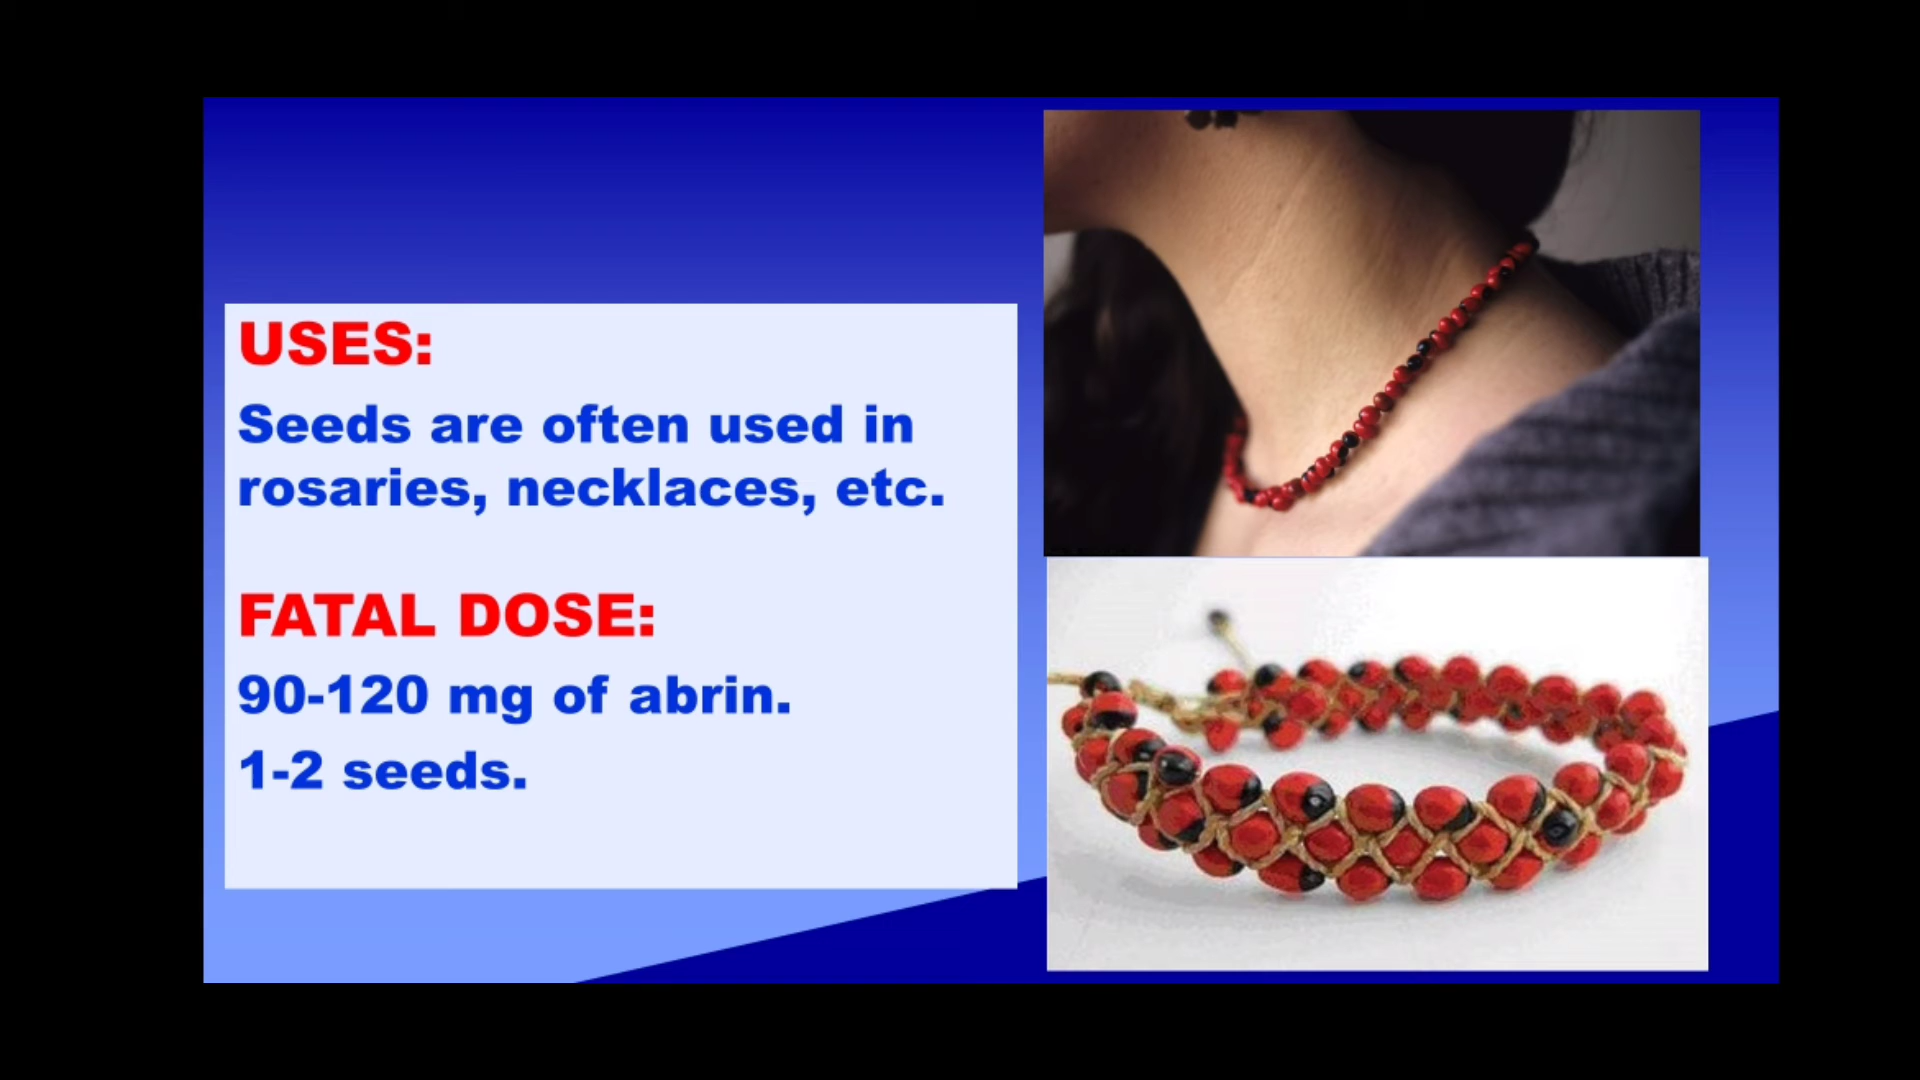 USES:
Seeds are often used in
rosaries, necklaces, etc.
FATAL DOSE:
90-120 mg of abrin.
1-2 seeds.